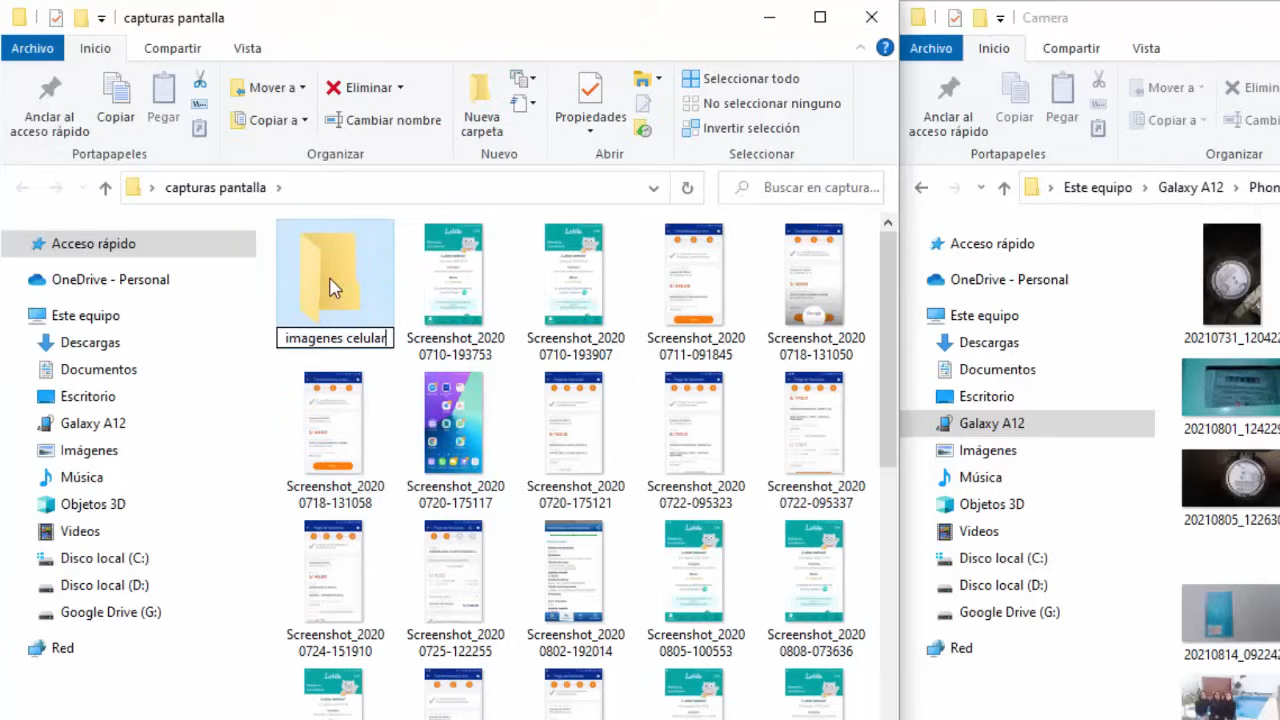 capturas pantalla
Archivo Inicio Compartir Vista
Anclar al acceso rápido
Copiar
Pegar
Mover a
Copiar a
Eliminar
Cambiar nombre
Nueva carpeta
Propiedades
Seleccionar todo
No seleccionar ninguno
Invertir selección
Portapapeles Organizar Nuevo Abrir Seleccionar
capturas pantalla
Buscar en captura...
Acceso rápido
OneDrive - Personal
Este equipo
Descargas
Documentos
Escritorio
Galaxy A12
Imágenes
Música
Objetos 3D
Videos
Disco local (C:)
Disco local (D:)
Google Drive (G:)
Red
imagenes celular
Screenshot_2020
0710-193753
Screenshot_2020
0710-193907
Screenshot_2020
0711-091845
Screenshot_2020
0718-131050
Screenshot_2020
0718-131058
Screenshot_2020
0720-175117
Screenshot_2020
0720-175121
Screenshot_2020
0722-095323
Screenshot_2020
0722-095337
Screenshot_2020
0724-151910
Screenshot_2020
0725-122255
Screenshot_2020
0802-192014
Screenshot_2020
0805-100553
Screenshot_2020
0808-073636
Camera
Archivo Inicio Compartir Vista
Anclar al acceso rápido
Copiar
Pegar
Mover a
Copiar a
Elimin
Camb
Portapapeles Organizar
Este equipo Galaxy A12 Phon
Acceso rápido
OneDrive - Personal
Este equipo
Descargas
Documentos
Escritorio
Galaxy A12
Imágenes
Música
Objetos 3D
Videos
Disco local (C:)
Disco local (D:)
Google Drive (G:)
Red